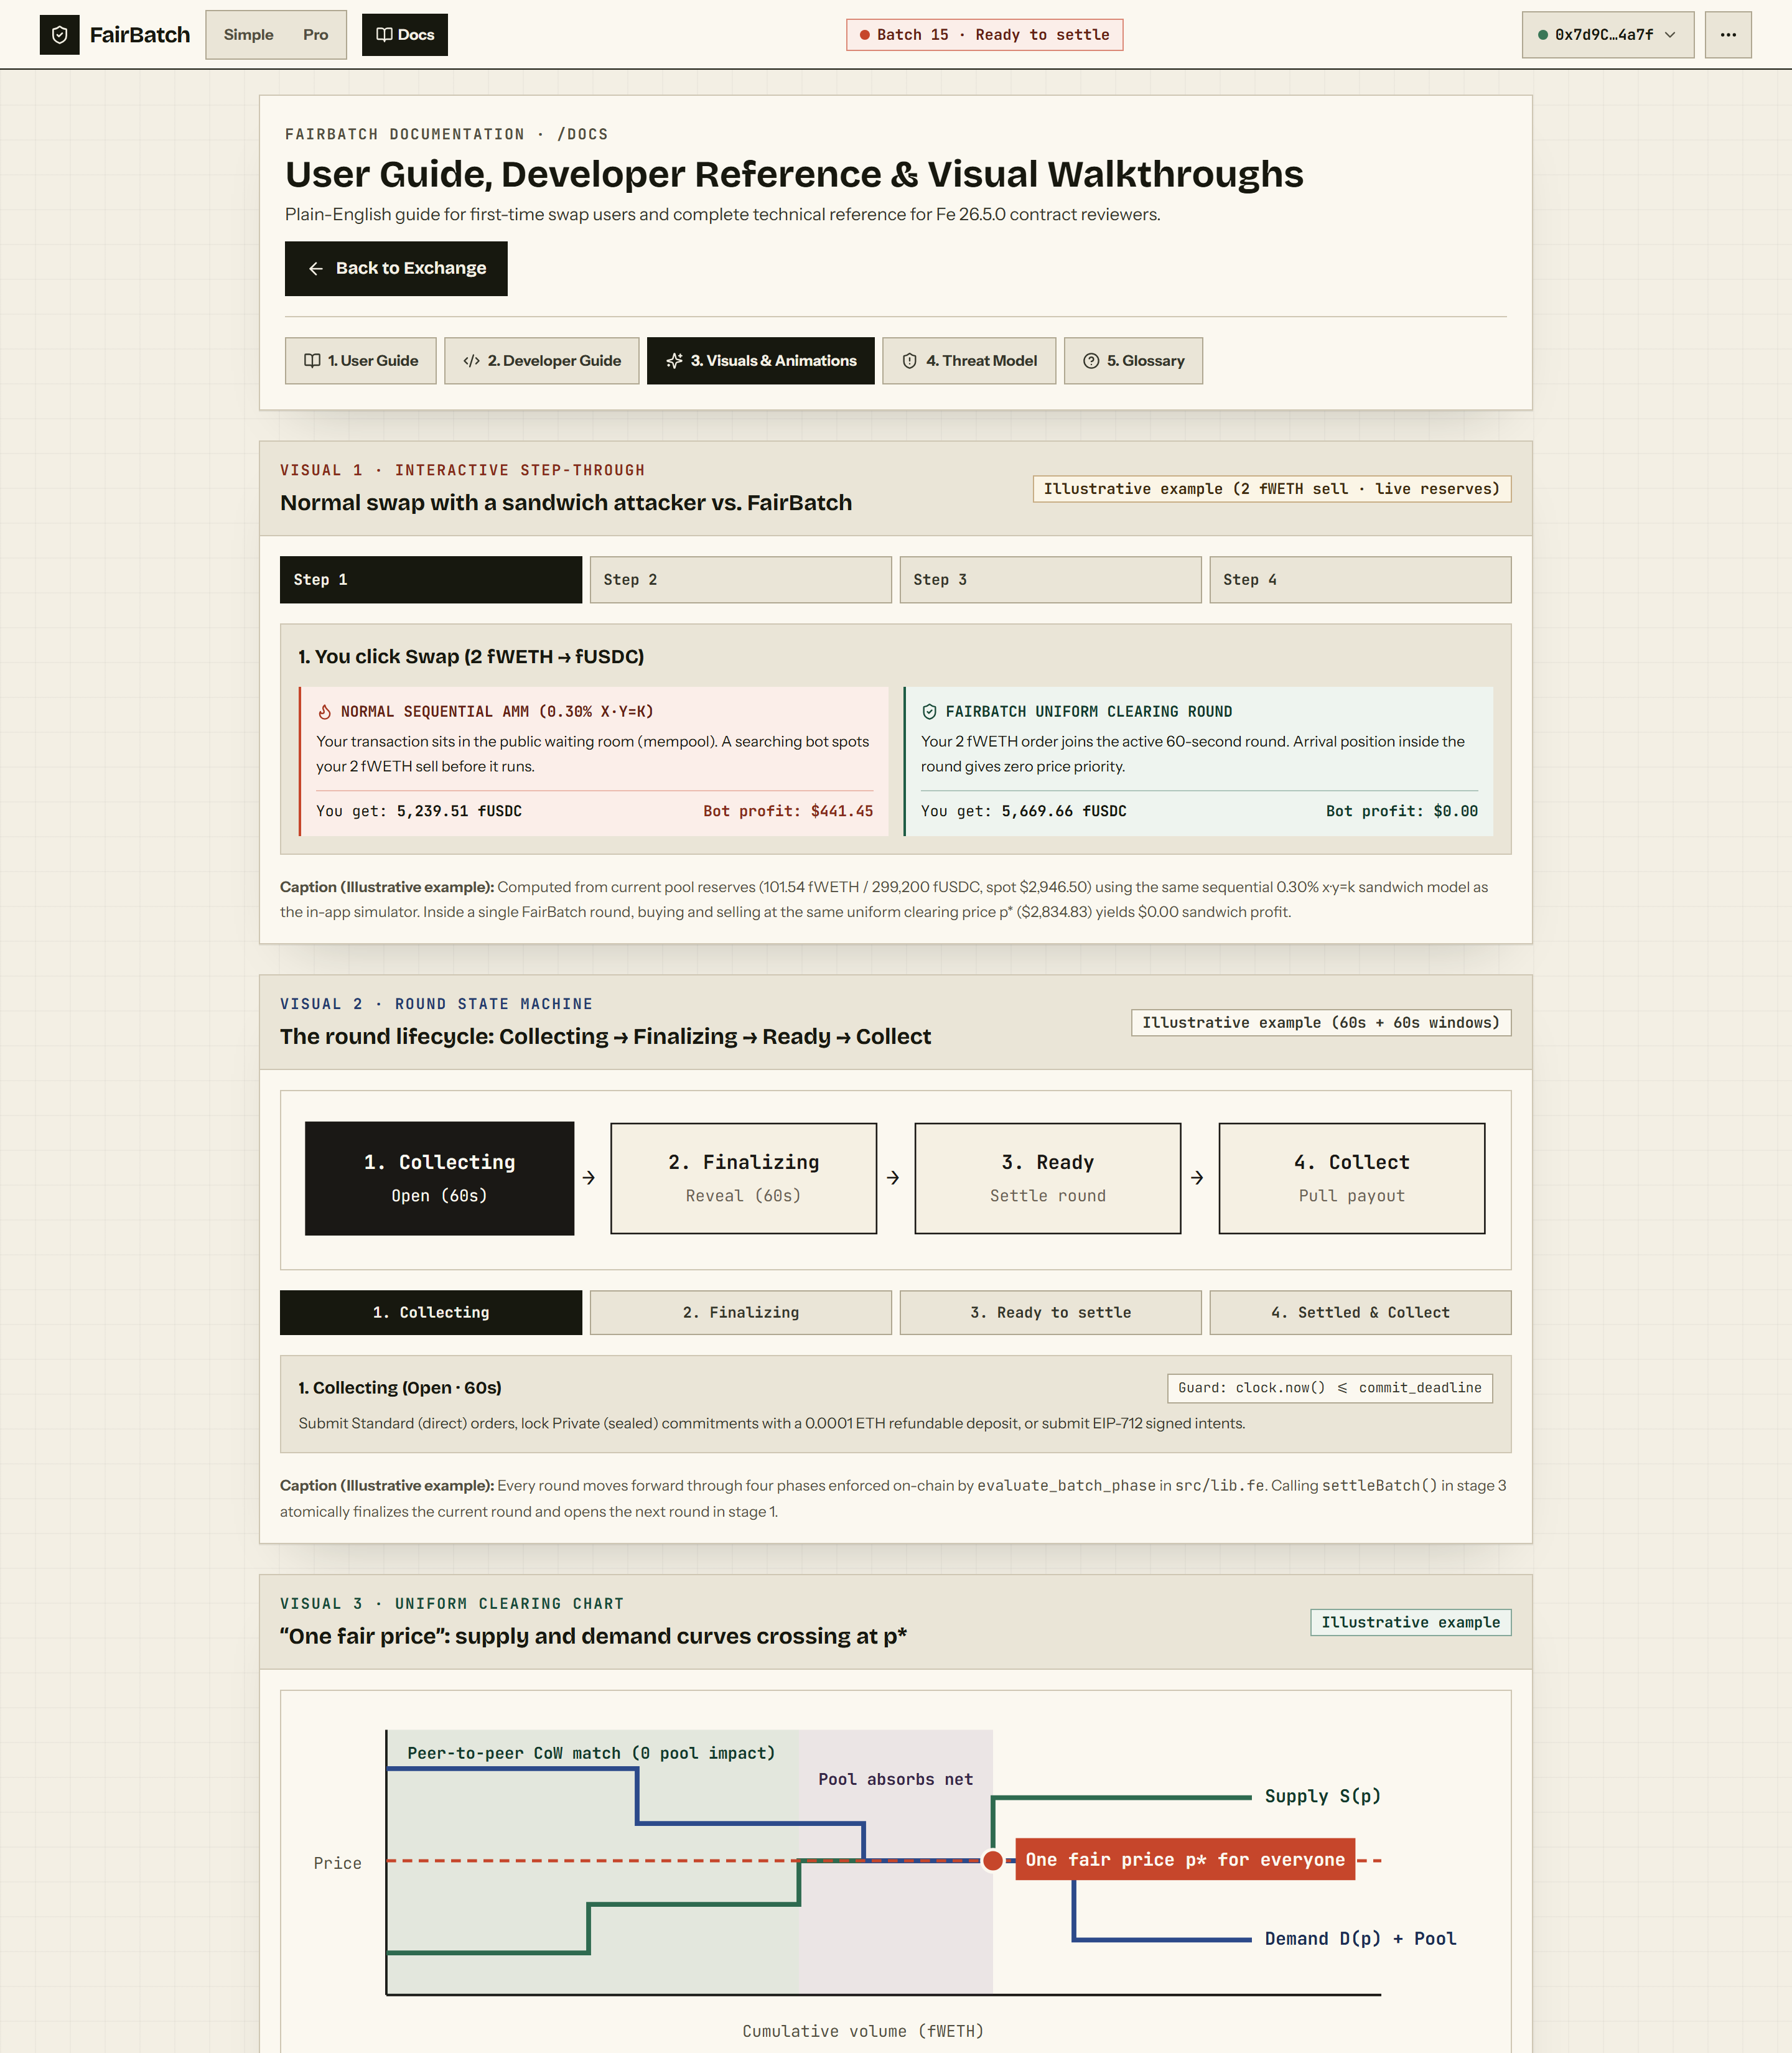 FairBatch
Simple
Pro
Docs
Batch 15 · Ready to settle
0x7d9C…4a7f
FAIRBATCH DOCUMENTATION · /DOCS
User Guide, Developer Reference & Visual Walkthroughs
Plain-English guide for first-time swap users and complete technical reference for Fe 26.5.0 contract reviewers.
← Back to Exchange
1. User Guide
2. Developer Guide
3. Visuals & Animations
4. Threat Model
5. Glossary
VISUAL 1 · INTERACTIVE STEP-THROUGH
Normal swap with a sandwich attacker vs. FairBatch
Illustrative example (2 fWETH sell · live reserves)
Step 1
Step 2
Step 3
Step 4
1. You click Swap (2 fWETH → fUSDC)
NORMAL SEQUENTIAL AMM (0.30% X·Y=K)
Your transaction sits in the public waiting room (mempool). A searching bot spots
your 2 fWETH sell before it runs.
You get: 5,239.51 fUSDC
Bot profit: $441.45
FAIRBATCH UNIFORM CLEARING ROUND
Your 2 fWETH order joins the active 60-second round. Arrival position inside the
round gives zero price priority.
You get: 5,669.66 fUSDC
Bot profit: $0.00
Caption (Illustrative example): Computed from current pool reserves (101.54 fWETH / 299,200 fUSDC, spot $2,946.50) using the same sequential 0.30% x·y=k sandwich model as
the in-app simulator. Inside a single FairBatch round, buying and selling at the same uniform clearing price p* ($2,834.83) yields $0.00 sandwich profit.
VISUAL 2 · ROUND STATE MACHINE
The round lifecycle: Collecting → Finalizing → Ready → Collect
Illustrative example (60s + 60s windows)
1. Collecting
Open (60s)
→
2. Finalizing
Reveal (60s)
→
3. Ready
Settle round
→
4. Collect
Pull payout
1. Collecting
2. Finalizing
3. Ready to settle
4. Settled & Collect
1. Collecting (Open · 60s)
Guard: clock.now() ⩽ commit_deadline
Submit Standard (direct) orders, lock Private (sealed) commitments with a 0.0001 ETH refundable deposit, or submit EIP-712 signed intents.
Caption (Illustrative example): Every round moves forward through four phases enforced on-chain by evaluate_batch_phase in src/lib.fe. Calling settleBatch() in stage 3
atomically finalizes the current round and opens the next round in stage 1.
VISUAL 3 · UNIFORM CLEARING CHART
“One fair price”: supply and demand curves crossing at p*
Illustrative example
Peer-to-peer CoW match (0 pool impact)
Pool absorbs net
Supply S(p)
Price
One fair price p* for everyone
Demand D(p) + Pool
Cumulative volume (fWETH)